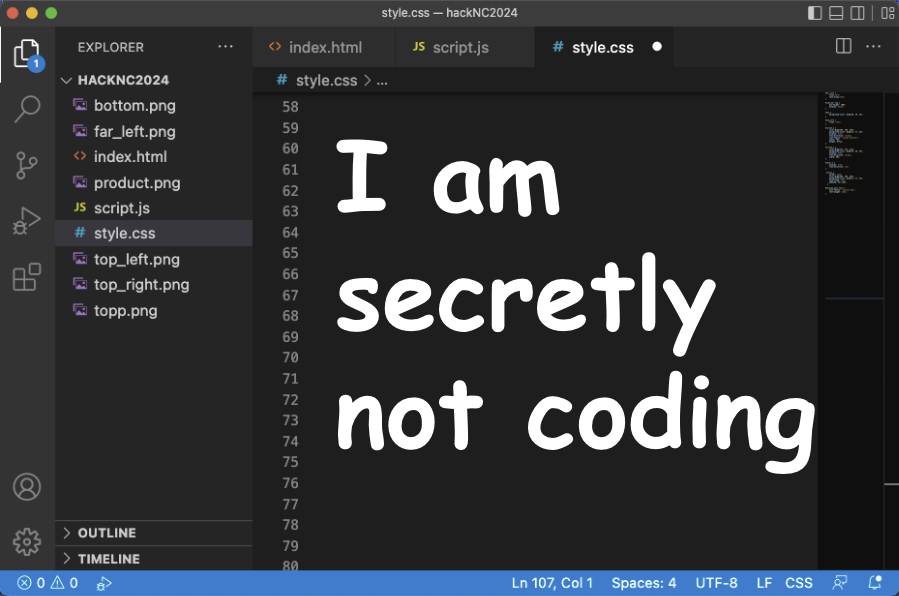 style.css — hackNC2024
EXPLORER
index.html
JS script.js
# style.css
1
HACKNC2024
# style.css > ...
bottom.png
far_left.png
index.html
product.png
JS script.js
# style.css
top_left.png
top_right.png
topp.png
58
59
60
61
62
63
64
65
66
67
68
69
70
71
72
73
74
75
76
77
78
79
80
I am
secretly
not coding
OUTLINE
TIMELINE
0 0
Ln 107, Col 1 Spaces: 4 UTF-8 LF CSS